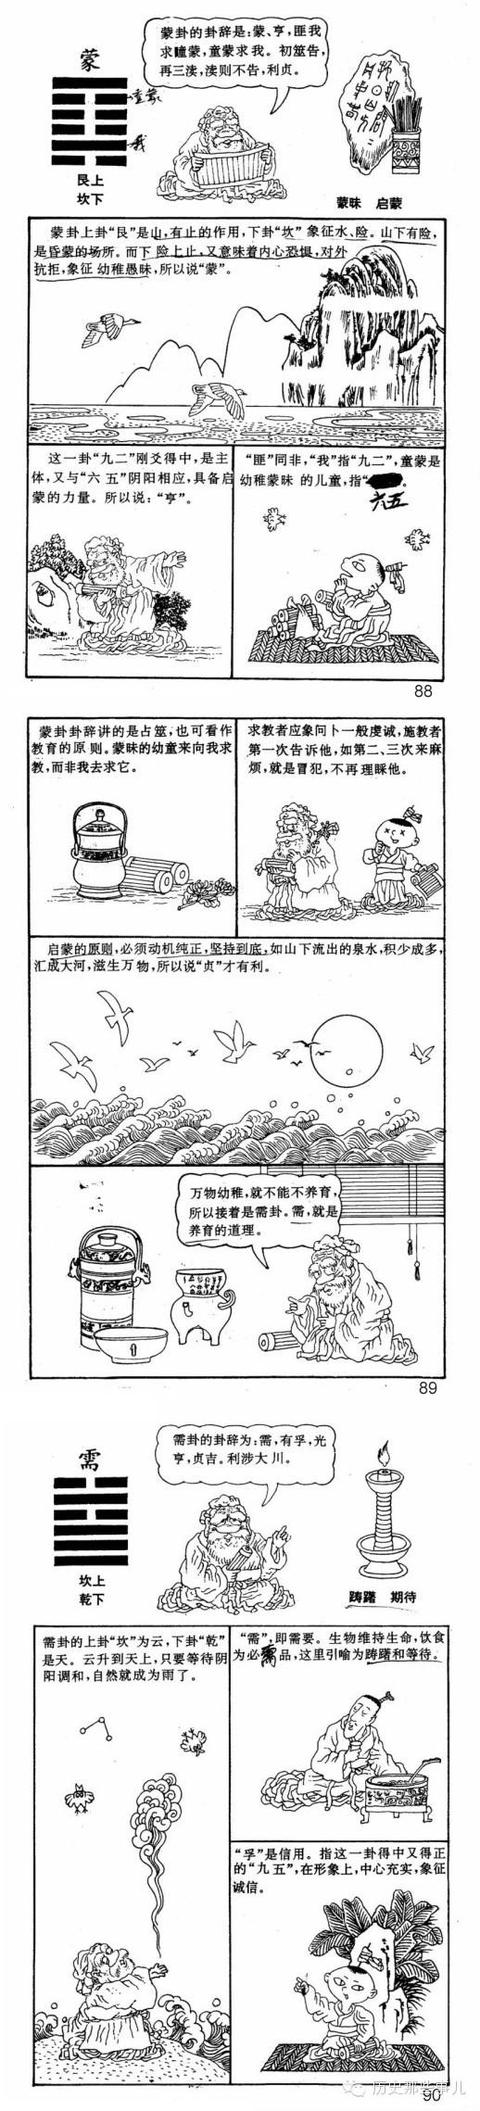 蒙
蒙卦的卦辞是:蒙、亨,匪我
求瞳蒙,童蒙求我。初筮告,
再三渎,渎则不告,利贞。
童蒙
我
艮上
坎下
蒙昧 启蒙
蒙卦上卦“艮”是山,有止的作用,下卦“坎”象征水、险。山下有险,
是昏蒙的场所。而下险上止,又意味着内心恐惧,对外
抗拒,象征幼稚愚昧,所以说“蒙”。
这一卦“九二”刚爻得中,是主
体,又与“六五”阴阳相应,具备启
蒙的力量。所以说:“亨”。
“匪”同非,“我”指“九二”,童蒙是
幼稚蒙昧的儿童,指“
六五
88
蒙卦卦辞讲的是占筮,也可看作
教育的原则。蒙昧的幼童来向我求
教,而非我去求它。
求教者应象问卜一般虔诚,施教者
第一次告诉他,如第二、三次来麻
烦,就是冒犯,不再理睬他。
启蒙的原则,必须动机纯正,坚持到底,如山下流出的泉水,积少成多,
汇成大河,滋生万物,所以说“贞”才有利。
万物幼稚,就不能不养育,
所以接着是需卦。需,就是
养育的道理。
89
需
需卦的卦辞为:需,有孚,光
亨,贞吉。利涉大川。
坎上
乾下
踌躇 期待
需卦的上卦“坎”为云,下卦“乾”
是天。云升到天上,只要等待阴
阳调和,自然就成为雨了。
“需”,即需要。生物维持生命,饮食
为必需品,这里引喻为踌躇和等待。
“孚”是信用。指这一卦得中又得正
的“九五”,在形象上,中心充实,象征
诚信。
历史那些事儿
90